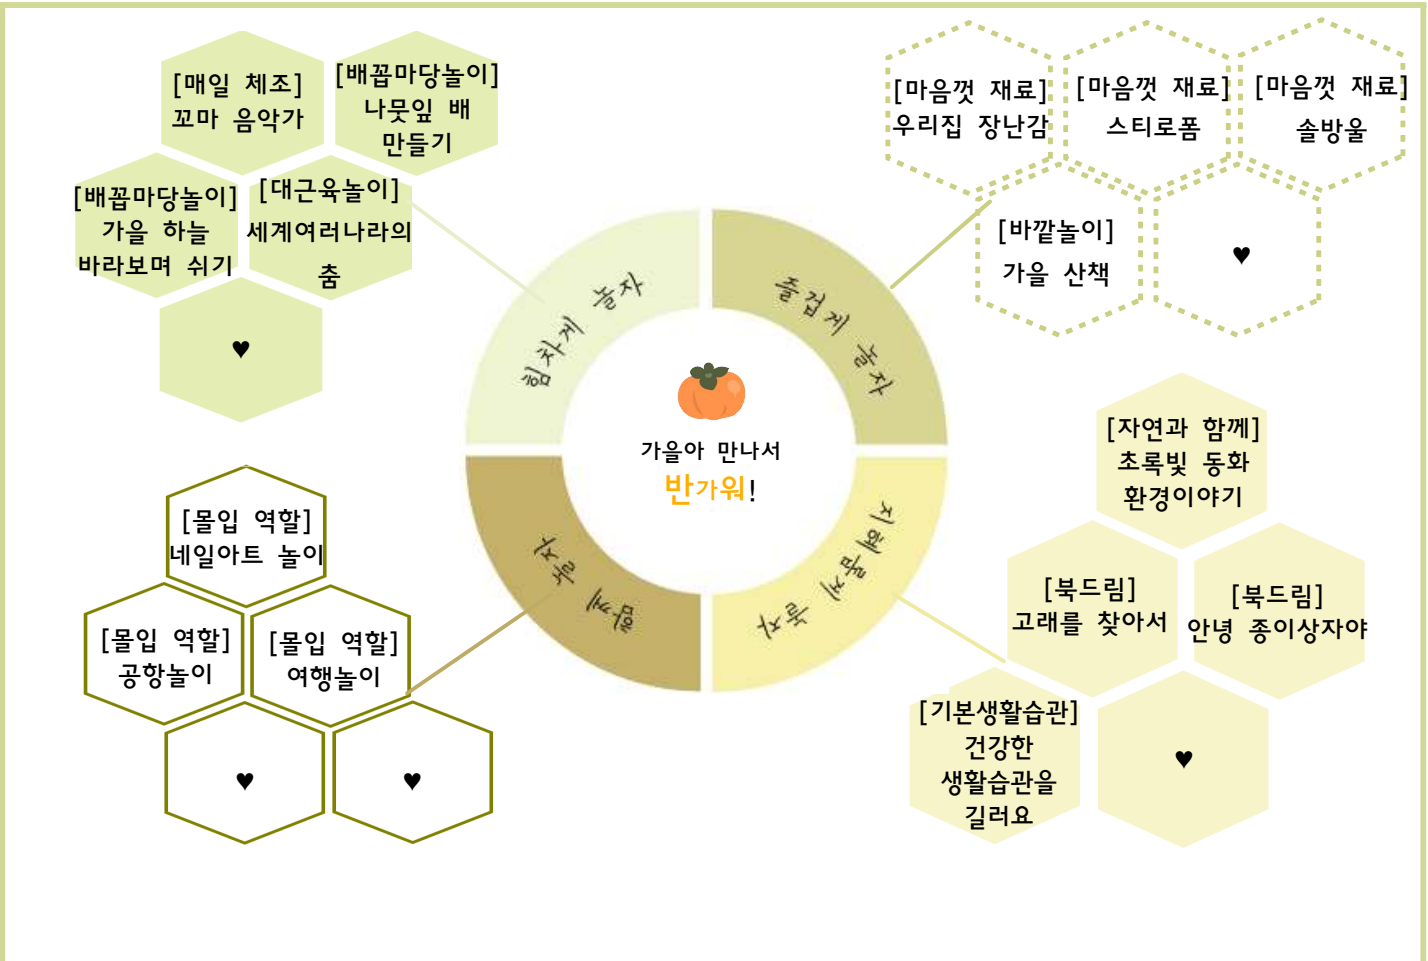 [매일 체조]
꼬마 음악가
[배꼽마당놀이]
나뭇잎 배
만들기
[배꼽마당놀이]
가을 하늘
바라보며 쉬기
[대근육놀이]
세계여러나라의
춤
♥
[마음껏 재료]
우리집 장난감
[마음껏 재료]
스티로폼
[마음껏 재료]
솔방울
[바깥놀이]
가을 산책
♥
힘차게 놀자
즐겁게 놀자
함께 놀자
지혜롭게 놀자
가을아 만나서
반가워!
[자연과 함께]
초록빛 동화
환경이야기
[북드림]
고래를 찾아서
[북드림]
안녕 종이상자야
[기본생활습관]
건강한
생활습관을
길러요
♥
[몰입 역할]
네일아트 놀이
[몰입 역할]
공항놀이
[몰입 역할]
여행놀이
♥
♥